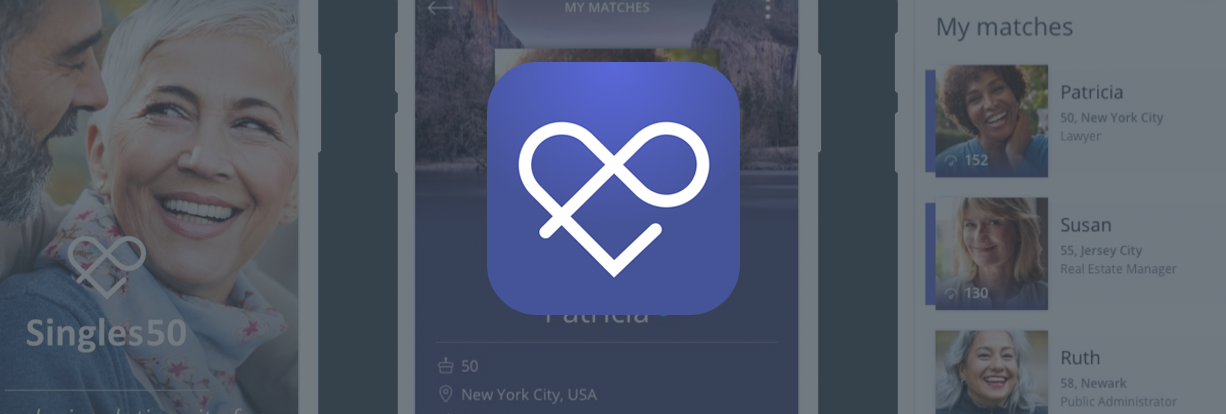 Singles50
MY MATCHES
Patricia
50
New York City, USA
My matches
152
Patricia
50, New York City
Lawyer
130
Susan
55, Jersey City
Real Estate Manager
Ruth
58, Newark
Public Administrator